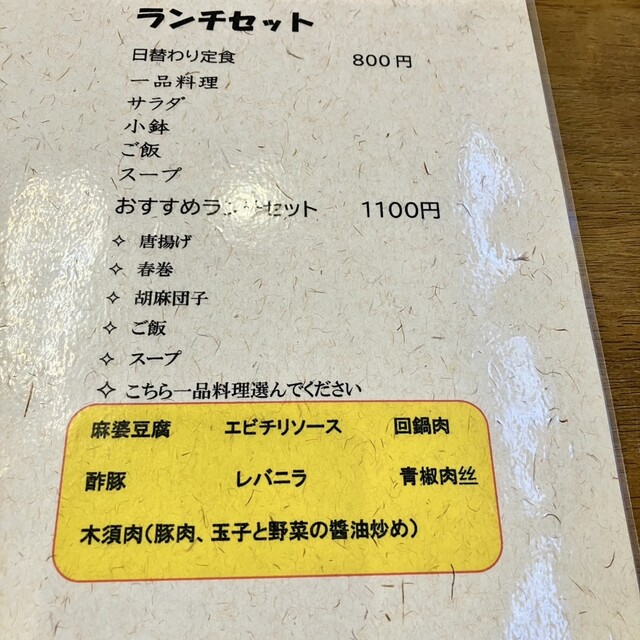 ランチセット
日替わり定食 800円
一品料理
サラダ
小鉢
ご飯
スープ
おすすめランチセット 1100円
✧ 唐揚げ
✧ 春巻
✧ 胡麻団子
✧ ご飯
✧ スープ
✧ こちら一品料理選んでください
麻婆豆腐 エビチリソース 回鍋肉
酢豚 レバニラ 青椒肉丝
木須肉(豚肉、玉子と野菜の醬油炒め)